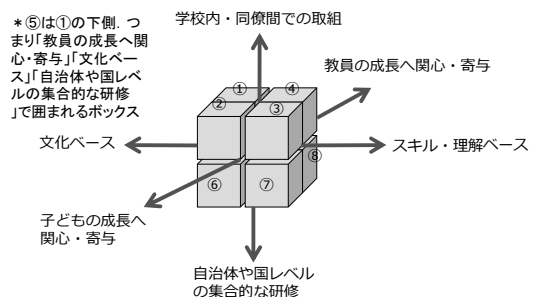 ＊⑤は①の下側．つ
まり「教員の成長へ関
心・寄与」「文化ベー
ス」「自治体や国レベ
ルの集合的な研修
」で囲まれるボックス
学校内・同僚間での取組
教員の成長へ関心・寄与
①
④
②
③
文化ベース
スキル・理解ベース
⑧
⑥
⑦
子どもの成長へ
関心・寄与
自治体や国レベル
の集合的な研修